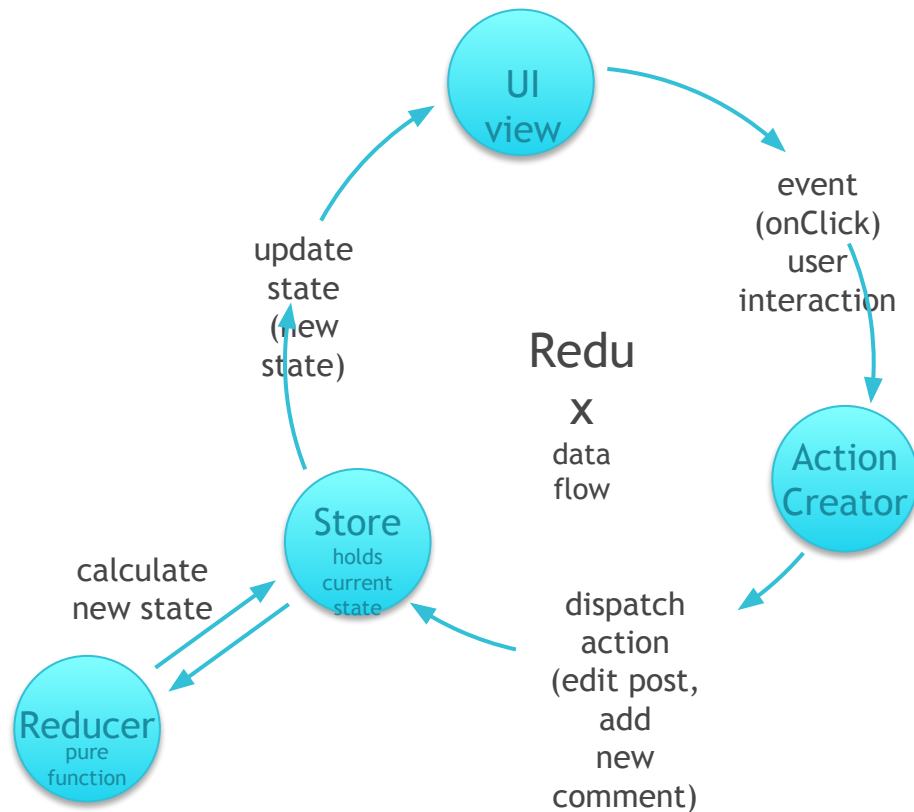 UI
view
event
(onClick)
user
interaction
update
state
(new
state)
Redu
x
data
flow
Action
Creator
Store
holds
current
state
calculate
new state
dispatch
action
(edit post,
add
new
comment)
Reducer
pure
function